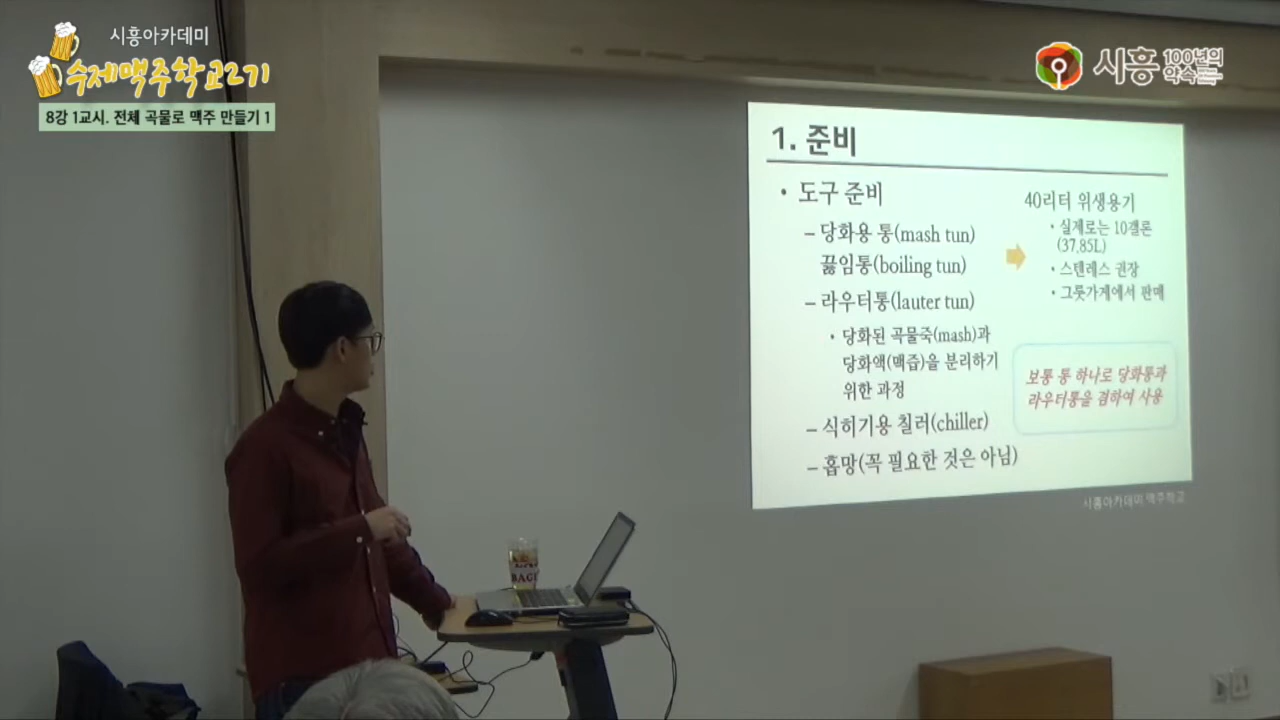 시흥아카데미
수제맥주학교2기
8강 1교시. 전체 곡물로 맥주 만들기 1
시흥 100년의
약속
1. 준비
• 도구 준비
– 당화용 통(mash tun)
끓임통(boiling tun)
– 라우터통(lauter tun)
• 당화된 곡물죽(mash)과
당화액(맥즙)을 분리하기
위한 과정
– 식히기용 칠러(chiller)
– 홉망(꼭 필요한 것은 아님)
40리터 위생용기
• 실제로는 10갤론
(37.85L)
• 스텐레스 권장
• 그릇가게에서 판매
보통 통 하나로 당화통과
라우터통을 겸하여 사용
시흥아카데미 맥주학교
BAGE